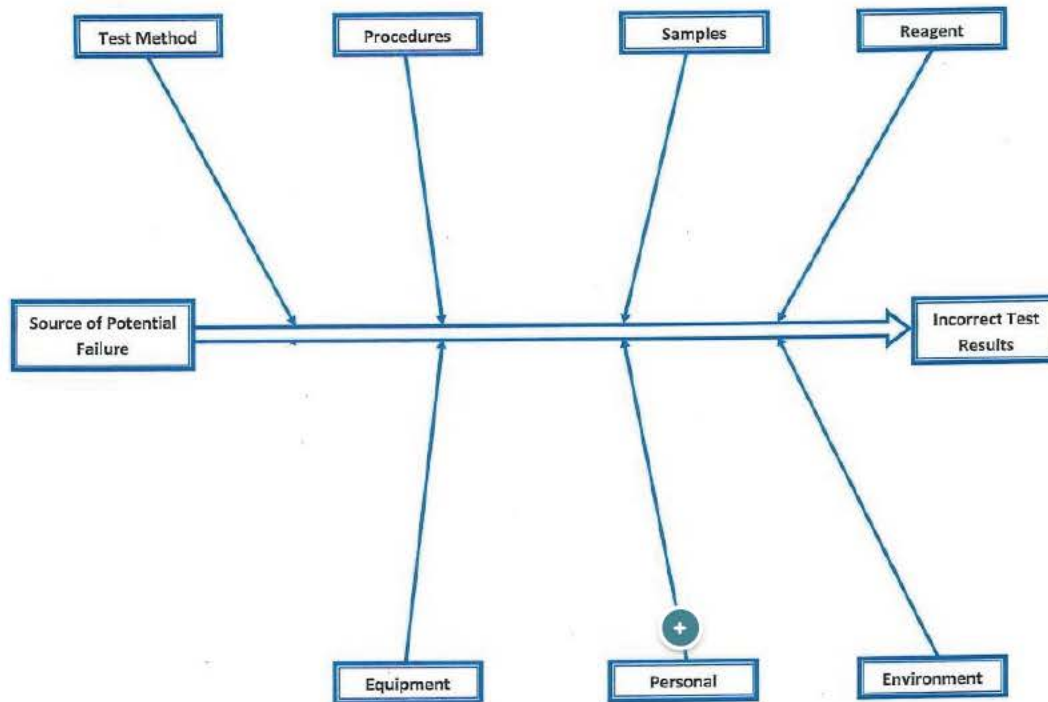 Test Method
Procedures
Samples
Reagent
Source of Potential
Failure
Incorrect Test
Results
Equipment
Personal
Environment